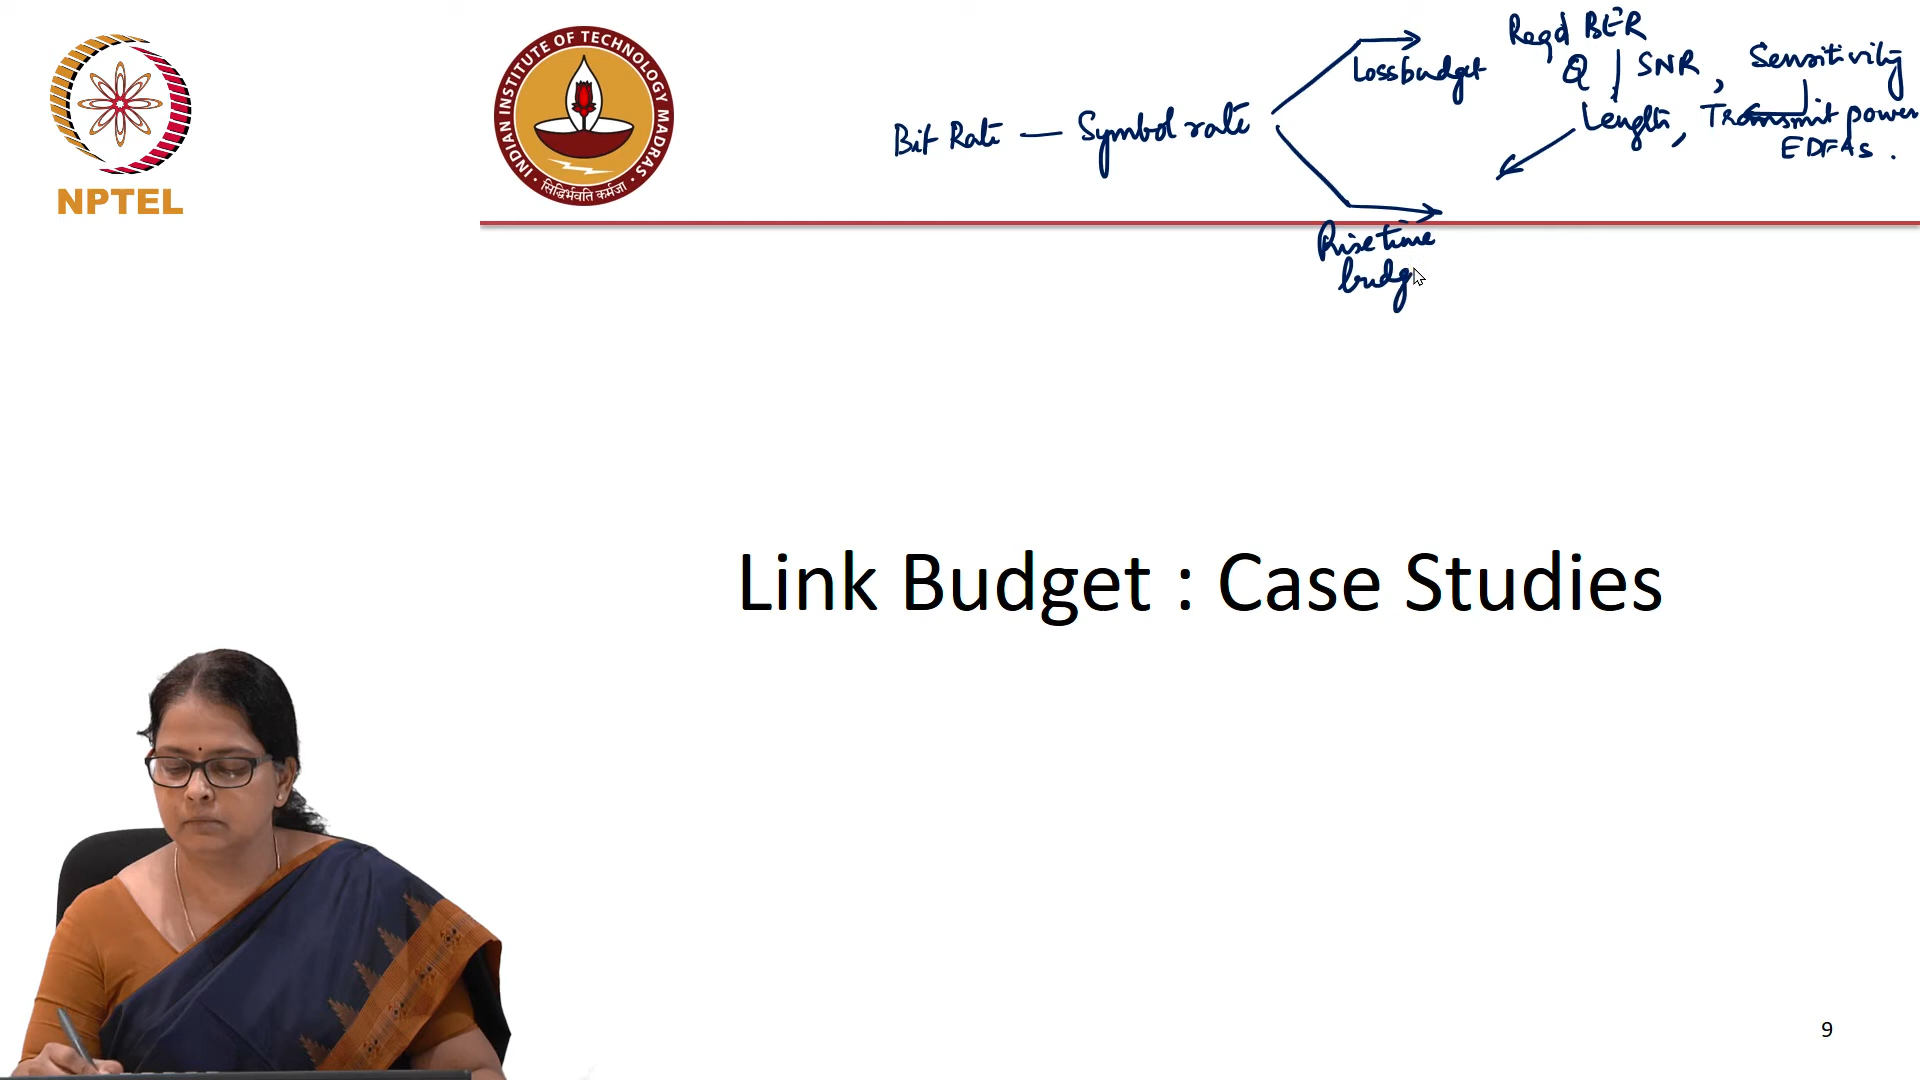 NPTEL
INDIAN INSTITUTE OF TECHNOLOGY MADRAS
सिद्धिर्भवति कर्मजा
Bit Rate — Symbol rate
Loss budget
Reqd BER
Q | SNR , Sensitivity
Length , Transmit power
EDFAs .
Rise time
budg
Link Budget : Case Studies
9